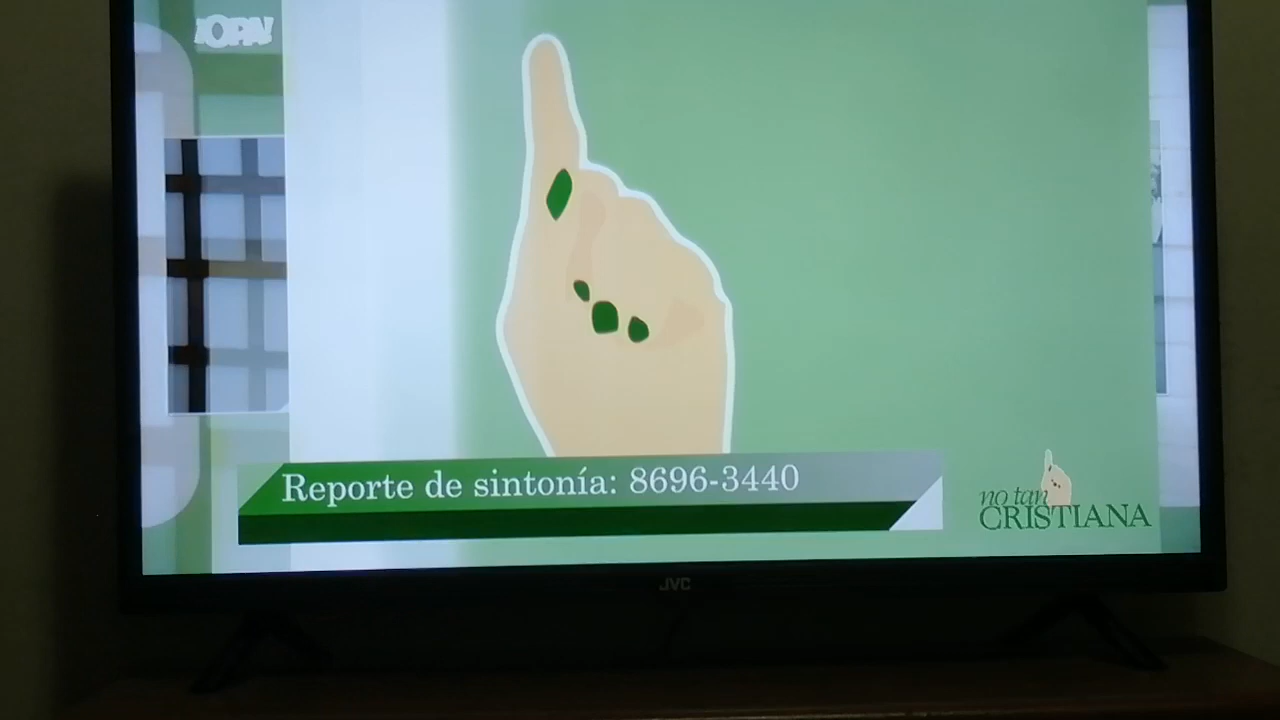 ¡OPA!
Reporte de sintonía: 8696-3440
no tan
CRISTIANA
JVC